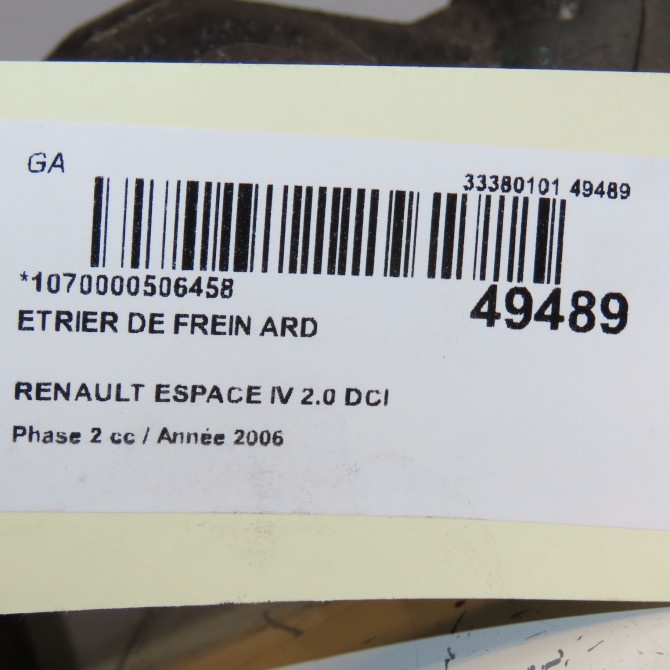 GA
33380101 49489
*1070000506458
49489
ETRIER DE FREIN ARD
RENAULT ESPACE IV 2.0 DCI
Phase 2 cc / Année 2006